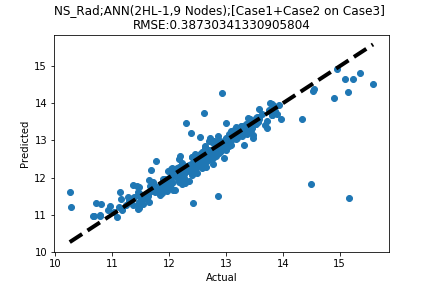 NS_Rad;ANN(2HL-1,9 Nodes);[Case1+Case2 on Case3]
RMSE:0.38730341330905804
15
14
13
12
11
10
Predicted
10 11 12 13 14 15
Actual